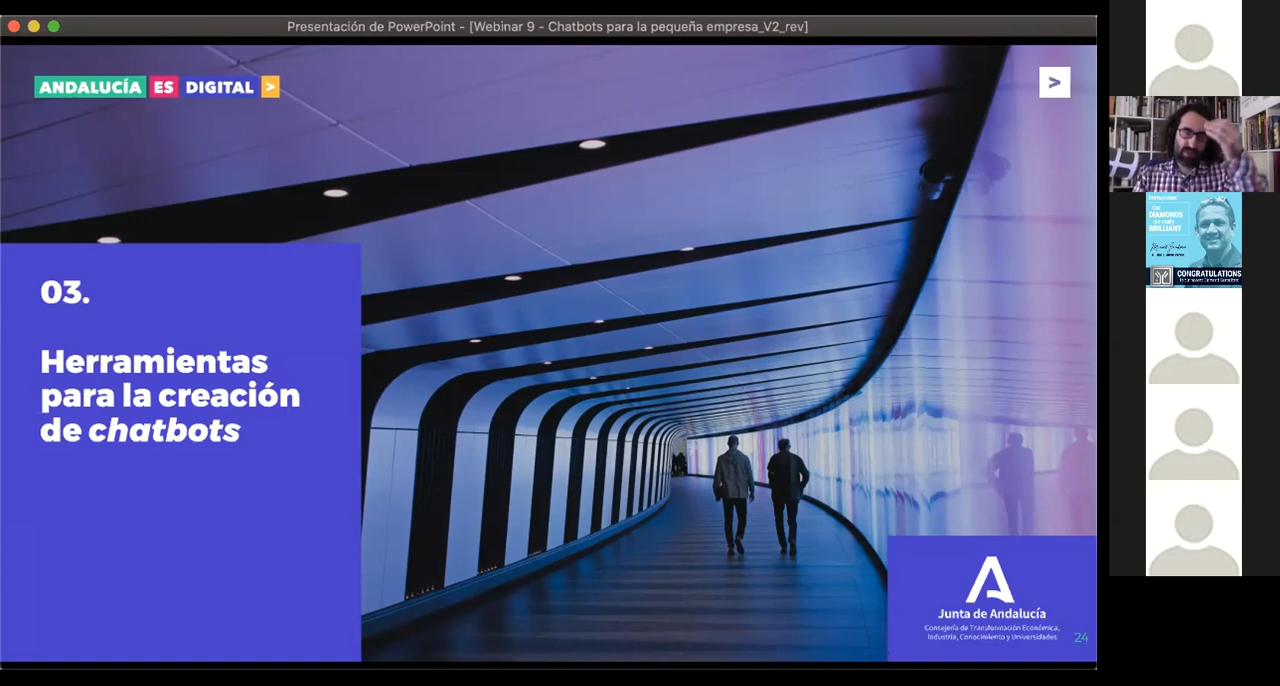 Presentación de PowerPoint - [Webinar 9 - Chatbots para la pequeña empresa_V2_rev]
ANDALUCÍA ES DIGITAL >
>
03.
Herramientas
para la creación
de chatbots
Junta de Andalucía
Consejería de Transformación Económica,
Industria, Conocimiento y Universidades
24
DIAMONDS
BRILLIANT
CONGRATULATIONS